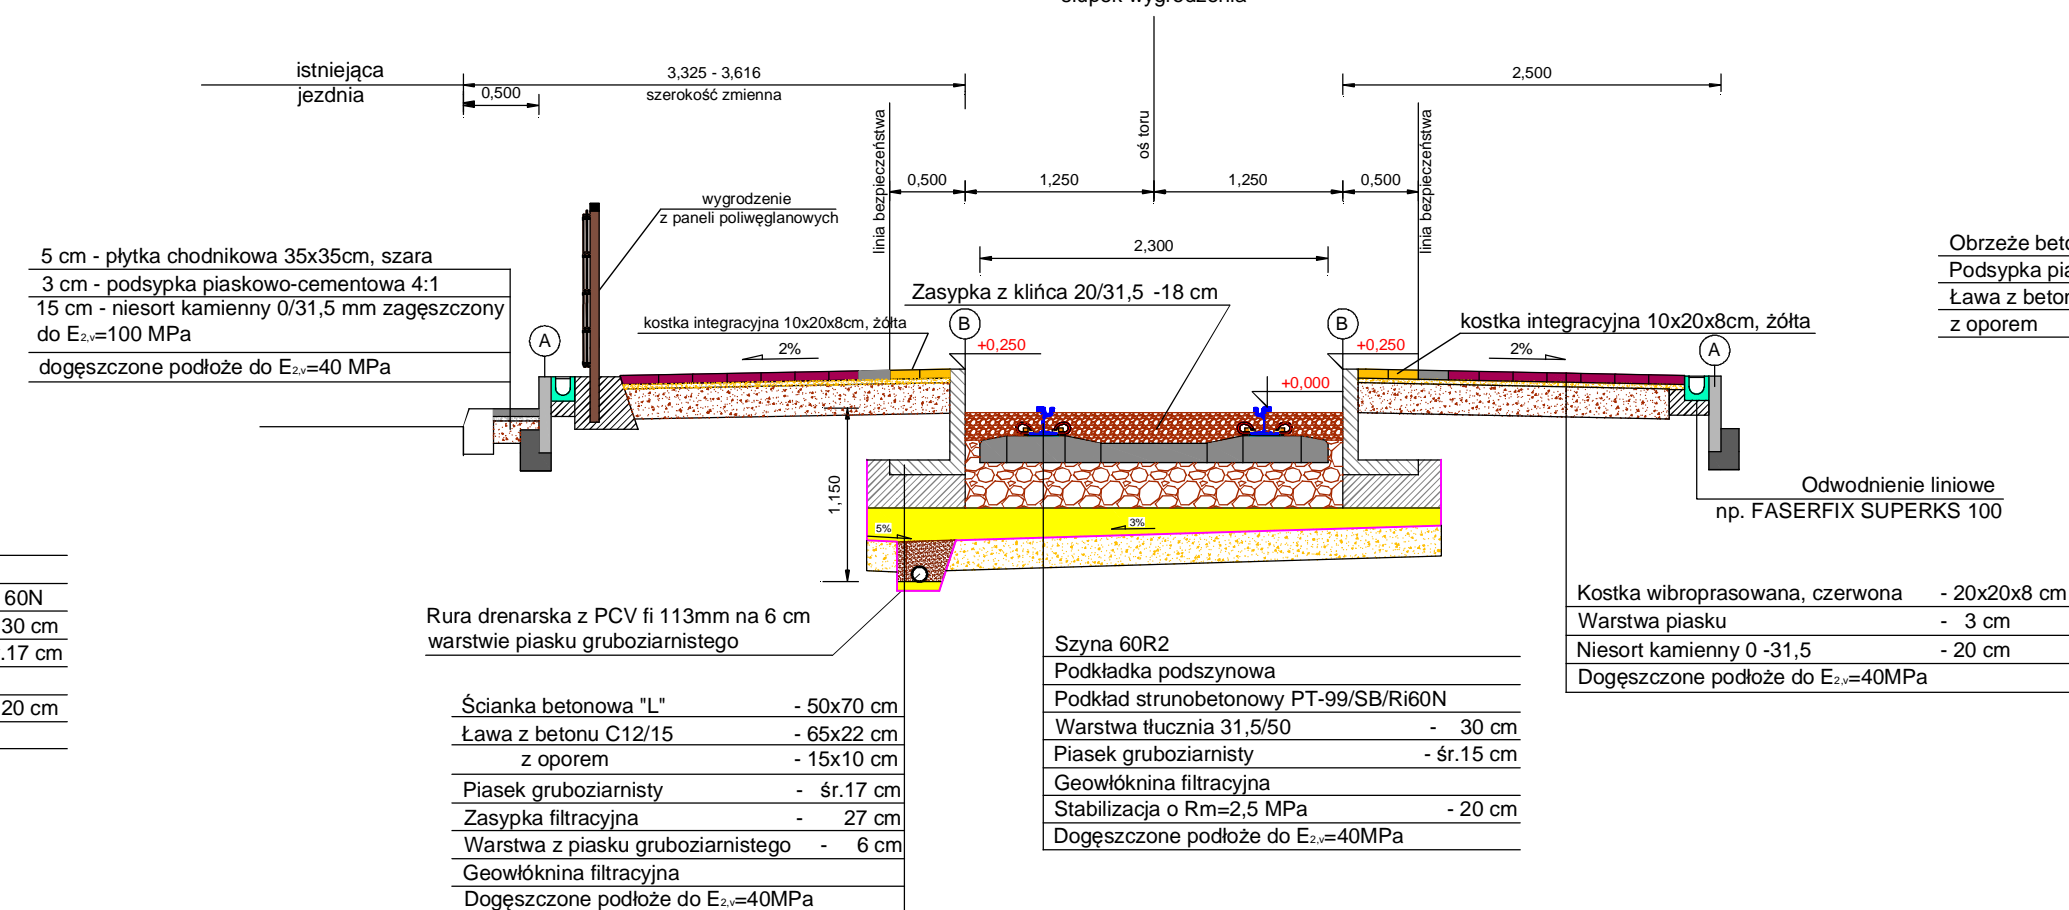 słupek wygrodzenia
istniejąca
jezdnia
3,325 - 3,616
szerokość zmienna
0,500
2,500
linia bezpieczeństwa
oś toru
linia bezpieczeństwa
0,500
1,250
1,250
0,500
wygrodzenie
z paneli poliwęglanowych
2,300
5 cm - płytka chodnikowa 35x35cm, szara
3 cm - podsypka piaskowo-cementowa 4:1
15 cm - niesort kamienny 0/31,5 mm zagęszczony
do E2,v=100 MPa
dogęszczone podłoże do E2,v=40 MPa
Zasypka z klińca 20/31,5 -18 cm
kostka integracyjna 10x20x8cm, żółta
kostka integracyjna 10x20x8cm, żółta
A
B
B
A
2%
+0,250
+0,250
2%
+0,000
1,150
5%
3%
Obrzeże
Podsypka
Ława z
z oporem
Odwodnienie liniowe
np. FASERFIX SUPERKS 100
60N
30 cm
.17 cm
20 cm
Rura drenarska z PCV fi 113mm na 6 cm
warstwie piasku gruboziarnistego
Ścianka betonowa "L" - 50x70 cm
Ława z betonu C12/15 - 65x22 cm
z oporem - 15x10 cm
Piasek gruboziarnisty - śr.17 cm
Zasypka filtracyjna - 27 cm
Warstwa z piasku gruboziarnistego - 6 cm
Geowłóknina filtracyjna
Dogęszczone podłoże do E2,v=40MPa
Szyna 60R2
Podkładka podszynowa
Podkład strunobetonowy PT-99/SB/Ri60N
Warstwa tłucznia 31,5/50 - 30 cm
Piasek gruboziarnisty - śr.15 cm
Geowłóknina filtracyjna
Stabilizacja o Rm=2,5 MPa - 20 cm
Dogęszczone podłoże do E2,v=40MPa
Kostka wibroprasowana, czerwona - 20x20x8 cm
Warstwa piasku - 3 cm
Niesort kamienny 0 -31,5 - 20 cm
Dogęszczone podłoże do E2,v=40MPa